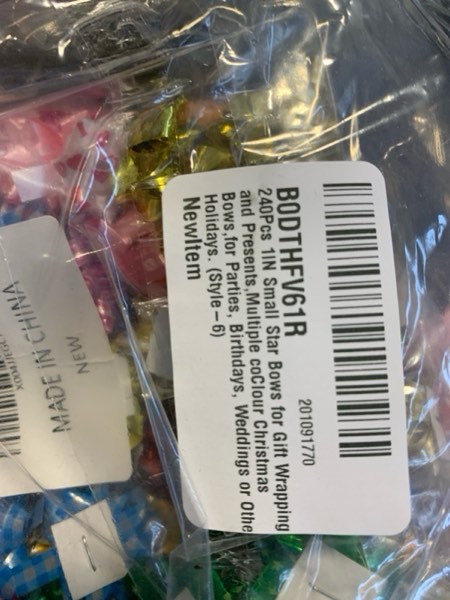 201091770
B0DTHFV61R
240Pcs 1IN Small Star Bows for Gift Wrapping
and Presents,Multiple coClour Christmas
Bows,for Parties, Birthdays, Weddings or Othe
Holidays. (Style-6)
NewItem
MADE IN CHINA
NEW